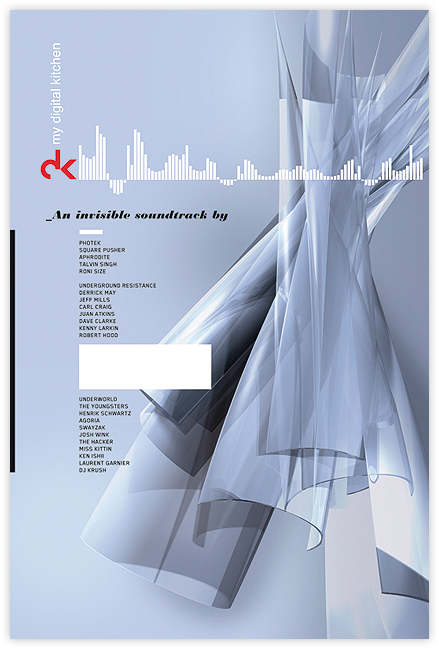 my digital kitchen
_An invisible soundtrack by
PHOTEK
SQUARE PUSHER
APHRODITE
TALVIN SINGH
RONI SIZE
UNDERGROUND RESISTANCE
DERRICK MAY
JEFF MILLS
CARL CRAIG
JUAN ATKINS
DAVE CLARKE
KENNY LARKIN
ROBERT HOOD
UNDERWORLD
THE YOUNGSTERS
HENRIK SCHWARTZ
AGORIA
SWAYZAK
JOSH WINK
THE HACKER
MISS KITTIN
KEN ISHII
LAURENT GARNIER
DJ KRUSH